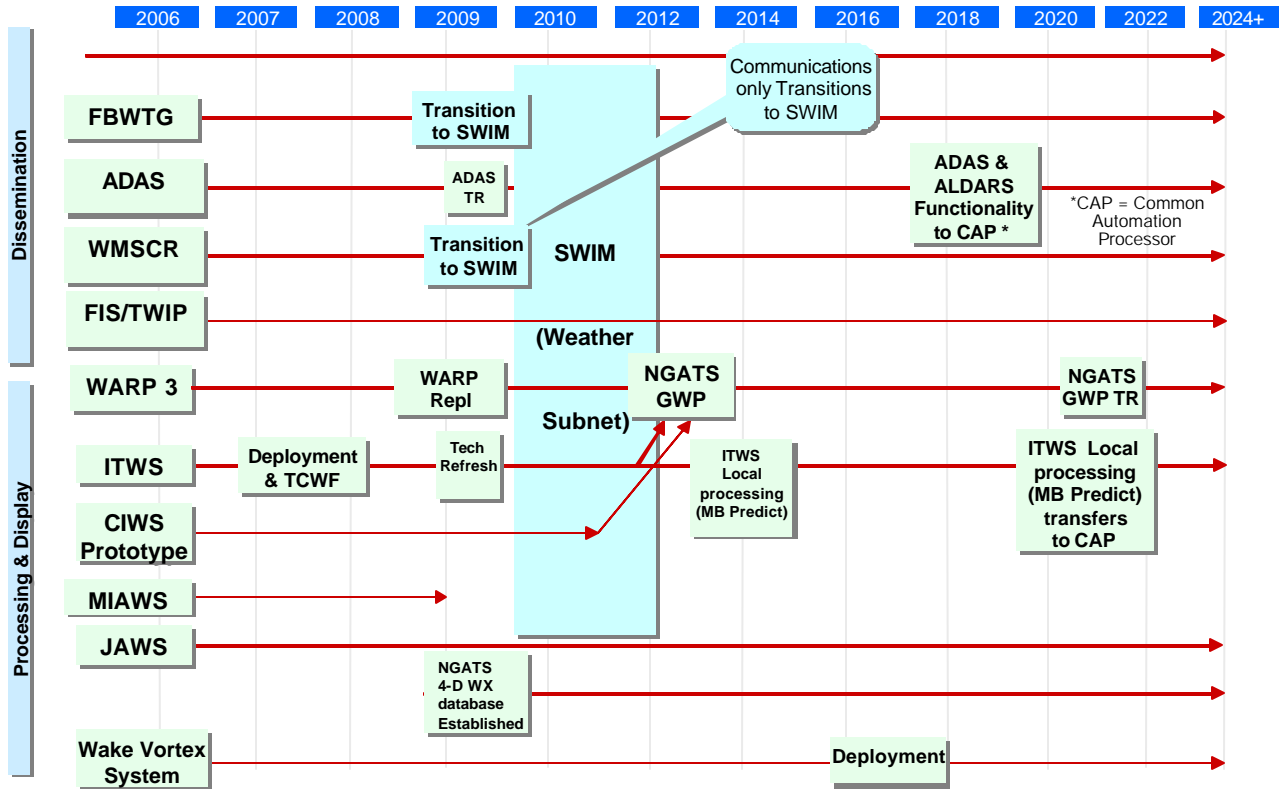 2006
2007
2008
2009
2010
2012
2014
2016
2018
2020
2022
2024+
Dissemination
Communications
only Transitions
to SWIM
FBWTG
Transition
to SWIM
ADAS
ADAS
TR
ADAS &
ALDARS
Functionality
to CAP *
*CAP = Common
Automation
Processor
WMSCR
Transition
to SWIM
SWIM
(Weather
Subnet)
FIS/TWIP
Processing & Display
WARP 3
WARP
Repl
NGATS
GWP
NGATS
GWP TR
ITWS
Deployment
& TCWF
Tech
Refresh
ITWS
Local
processing
(MB Predict)
ITWS Local
processing
(MB Predict)
transfers
to CAP
CIWS
Prototype
MIAWS
JAWS
NGATS
4-D WX
database
Established
Wake Vortex
System
Deployment